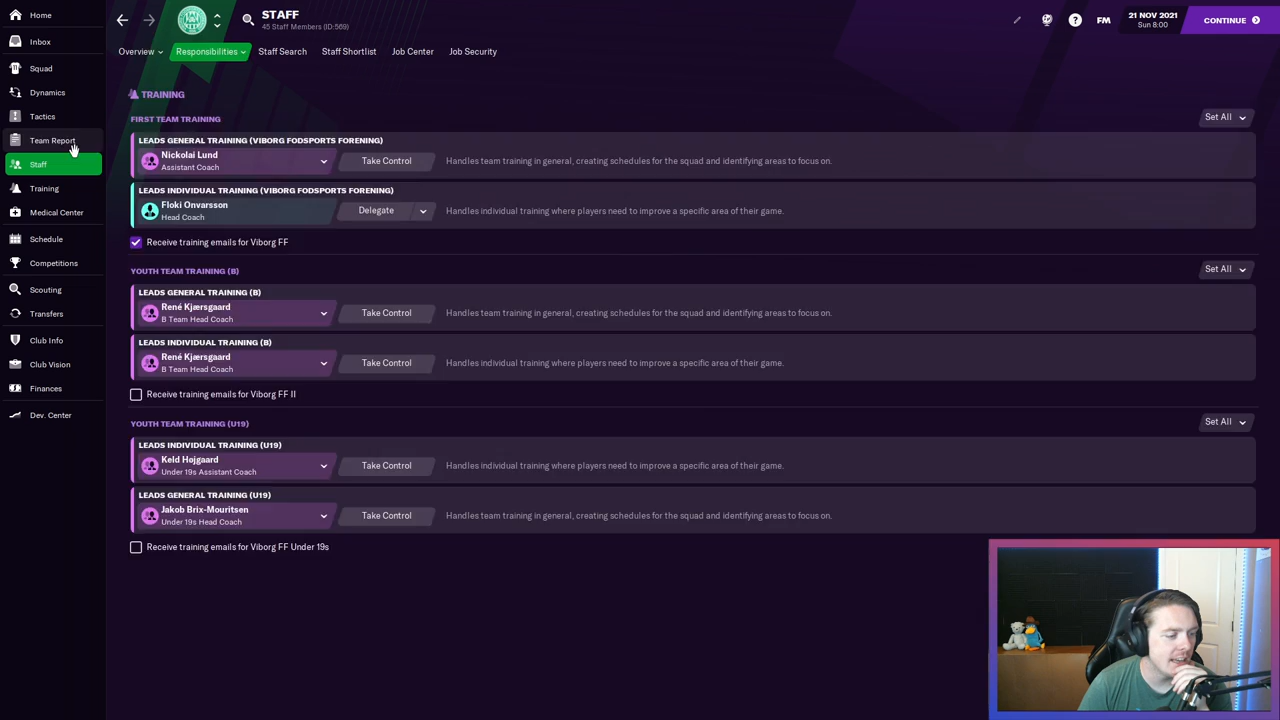 Home
Inbox
Squad
Dynamics
Tactics
Team Report
Staff
Training
Medical Center
Schedule
Competitions
Scouting
Transfers
Club Info
Club Vision
Finances
Dev. Center
STAFF
45 Staff Members (ID:569)
FM
21 NOV 2021
Sun 8:00
CONTINUE
Overview
Responsibilities
Staff Search
Staff Shortlist
Job Center
Job Security
TRAINING
FIRST TEAM TRAINING
Set All
LEADS GENERAL TRAINING (VIBORG FODSPORTS FORENING)
Nickolai Lund
Assistant Coach
Take Control
Handles team training in general, creating schedules for the squad and identifying areas to focus on.
LEADS INDIVIDUAL TRAINING (VIBORG FODSPORTS FORENING)
Floki Onvarsson
Head Coach
Delegate
Handles individual training where players need to improve a specific area of their game.
Receive training emails for Viborg FF
YOUTH TEAM TRAINING (B)
Set All
LEADS GENERAL TRAINING (B)
René Kjærsgaard
B Team Head Coach
Take Control
Handles team training in general, creating schedules for the squad and identifying areas to focus on.
LEADS INDIVIDUAL TRAINING (B)
René Kjærsgaard
B Team Head Coach
Take Control
Handles individual training where players need to improve a specific area of their game.
Receive training emails for Viborg FF II
YOUTH TEAM TRAINING (U19)
Set All
LEADS INDIVIDUAL TRAINING (U19)
Keld Højgaard
Under 19s Assistant Coach
Take Control
Handles individual training where players need to improve a specific area of their game.
LEADS GENERAL TRAINING (U19)
Jakob Brix-Mouritsen
Under 19s Head Coach
Take Control
Handles team training in general, creating schedules for the squad and identifying areas to focus on.
Receive training emails for Viborg FF Under 19s